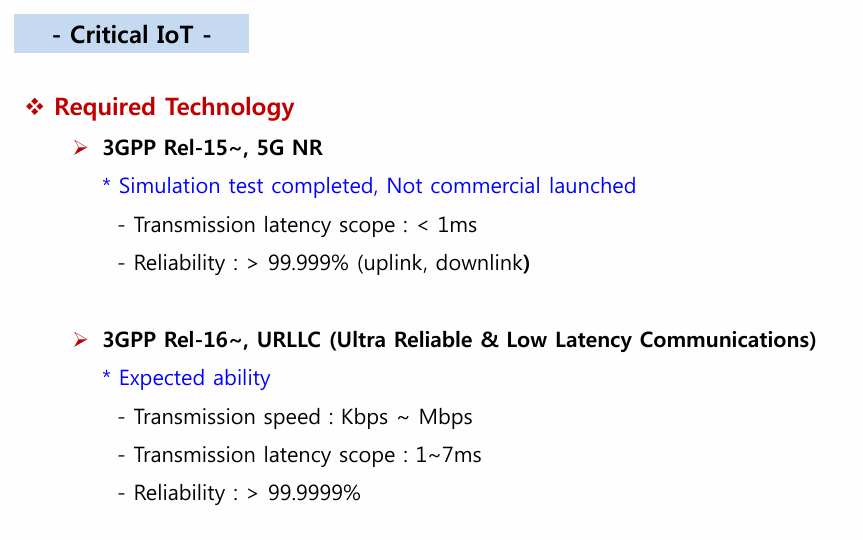 - Critical IoT -
❖ Required Technology
➢ 3GPP Rel-15~, 5G NR
* Simulation test completed, Not commercial launched
- Transmission latency scope : < 1ms
- Reliability : > 99.999% (uplink, downlink)
➢ 3GPP Rel-16~, URLLC (Ultra Reliable & Low Latency Communications)
* Expected ability
- Transmission speed : Kbps ~ Mbps
- Transmission latency scope : 1~7ms
- Reliability : > 99.9999%